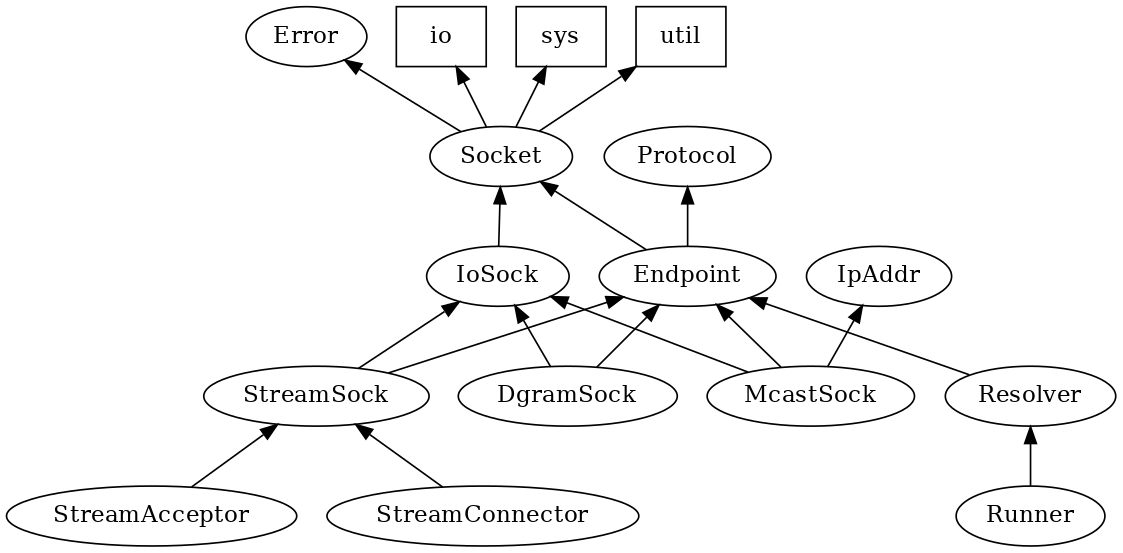 Error
io
sys
util
Socket
Protocol
IoSock
Endpoint
IpAddr
StreamSock
DgramSock
McastSock
Resolver
StreamAcceptor
StreamConnector
Runner